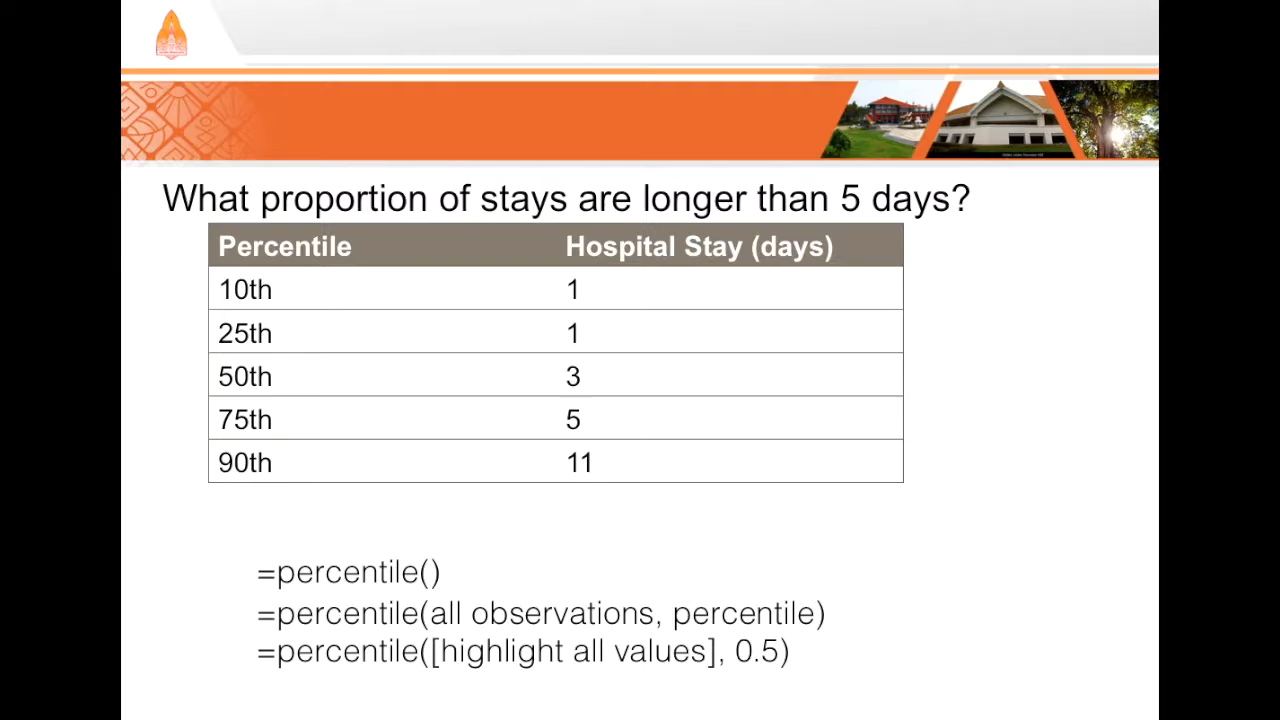 What proportion of stays are longer than 5 days?
Percentile Hospital Stay (days)
10th 1
25th 1
50th 3
75th 5
90th 11
=percentile()
=percentile(all observations, percentile)
=percentile([highlight all values], 0.5)